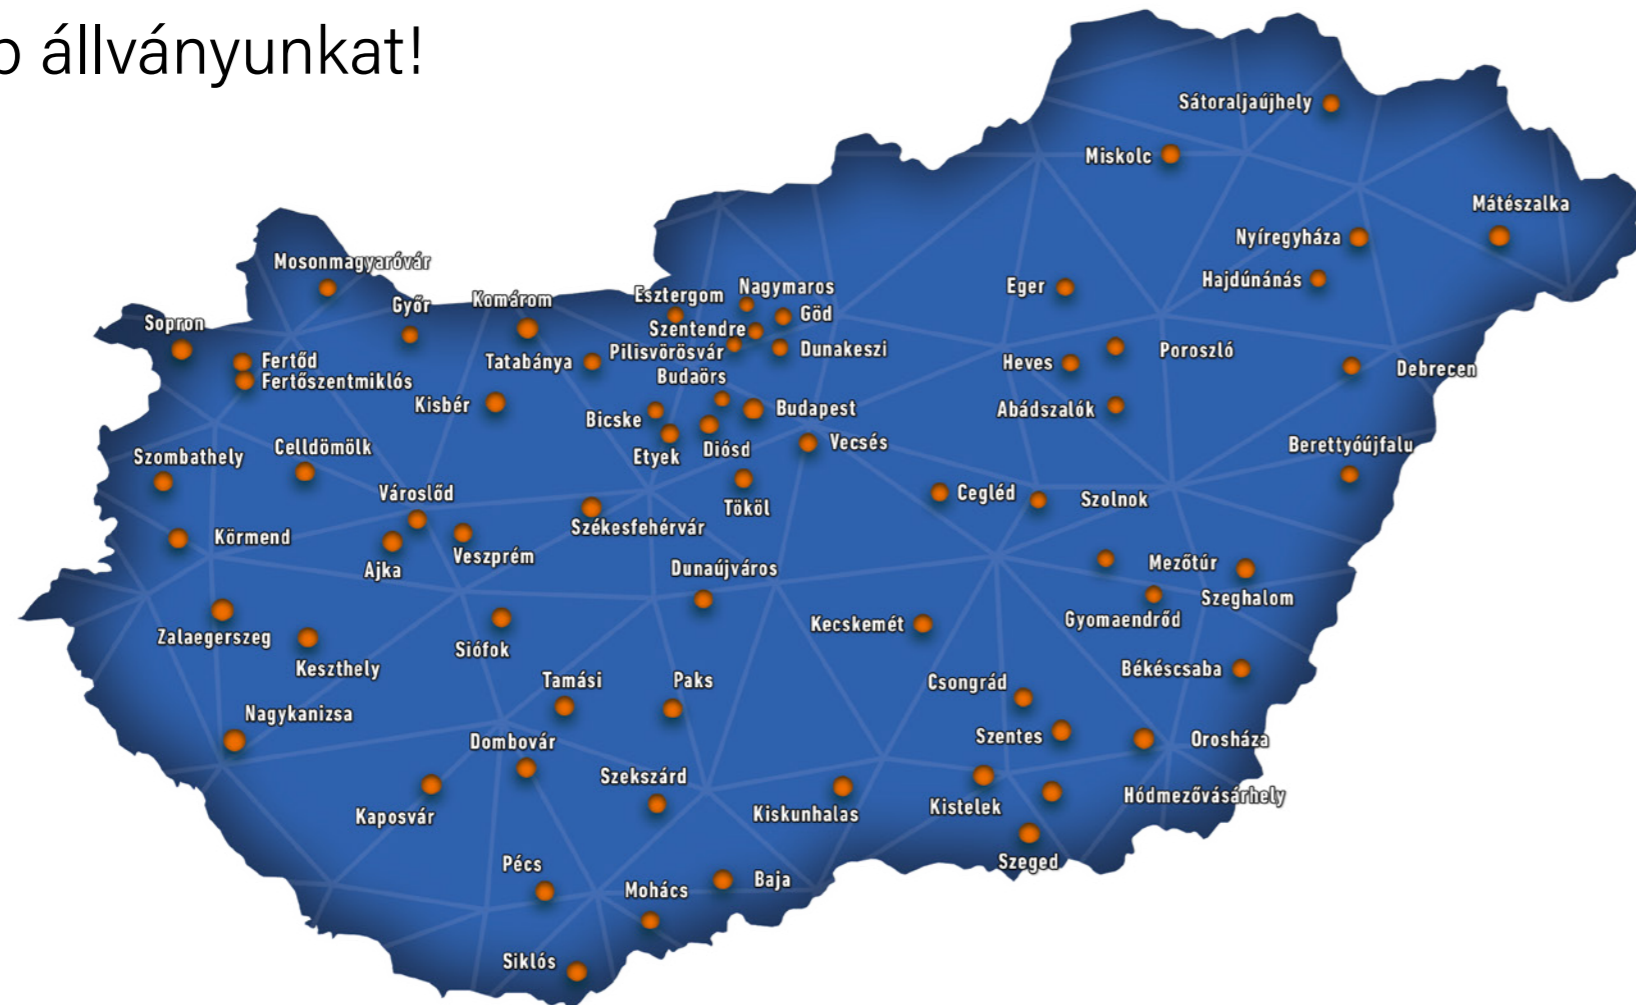 állványunkat!
Sátoraljaújhely
Miskolc
Mátészalka
Nyíregyháza
Mosonmagyaróvár
Hajdúnánás
Eger
Nagymaros
Esztergom
Komárom
Győr
Göd
Sopron
Szentendre
Dunakeszi
Pilisvörösvár
Poroszló
Fertőd
Tatabánya
Heves
Debrecen
Budaörs
Fertőszentmiklós
Kisbér
Budapest
Abádszalók
Bicske
Vecsés
Berettyóújfalu
Celldömölk
Diósd
Szombathely
Etyek
Városlőd
Cegléd
Szolnok
Tököl
Székesfehérvár
Körmend
Veszprém
Mezőtúr
Ajka
Dunaújváros
Szeghalom
Gyomaendrőd
Kecskemét
Zalaegerszeg
Siófok
Keszthely
Békéscsaba
Tamási
Paks
Csongrád
Nagykanizsa
Szentes
Orosháza
Dombóvár
Szekszárd
Hódmezővásárhely
Kistelek
Kiskunhalas
Kaposvár
Szeged
Pécs
Baja
Mohács
Siklós